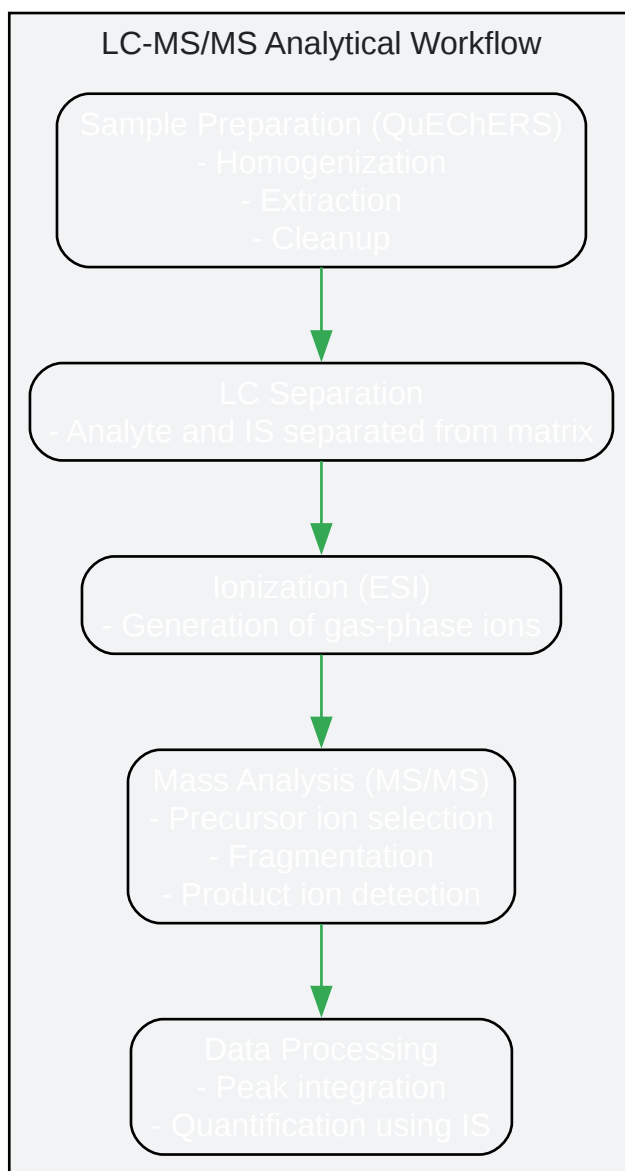 LC-MS/MS Analytical Workflow
Sample Preparation (QuEChERS)
- Homogenization
- Extraction
- Cleanup
LC Separation
- Analyte and IS separated from matrix
Ionization (ESI)
- Generation of gas-phase ions
Mass Analysis (MS/MS)
- Precursor ion selection
- Fragmentation
- Product ion detection
Data Processing
- Peak integration
- Quantification using IS